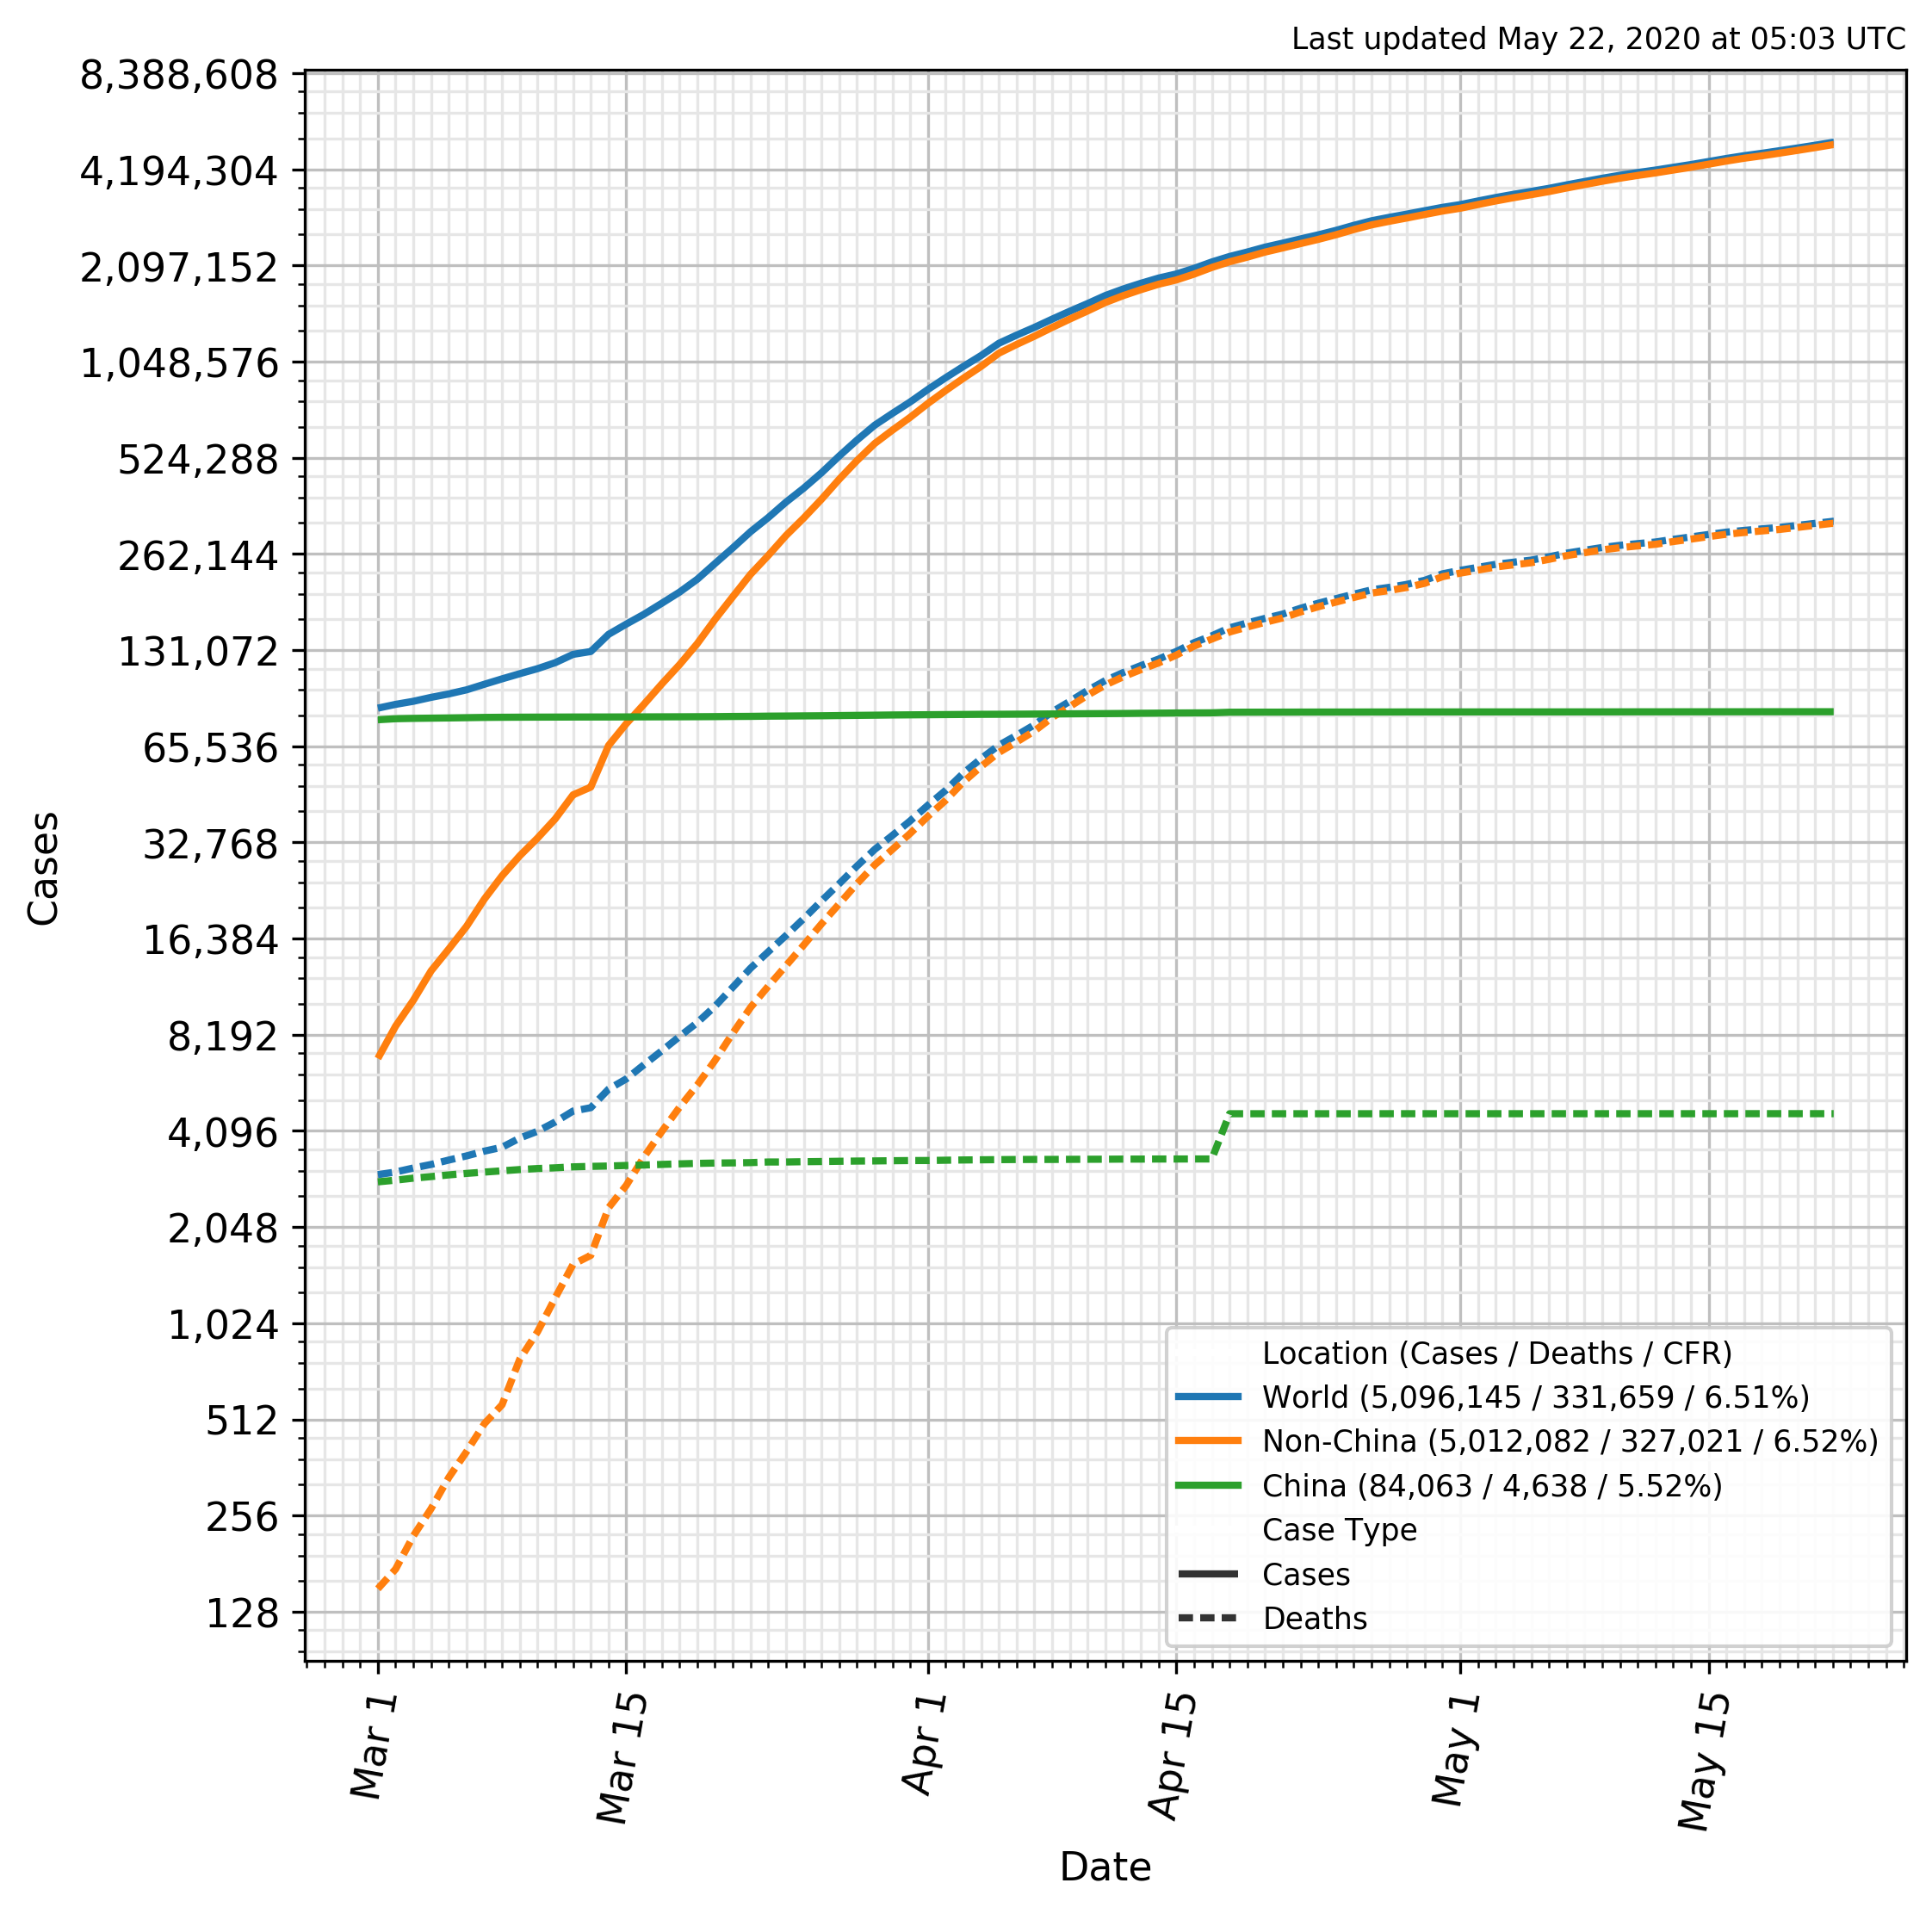 Last updated May 22, 2020 at 05:03 UTC
8,388,608
4,194,304
2,097,152
1,048,576
524,288
262,144
131,072
65,536
32,768
16,384
8,192
4,096
2,048
1,024
512
256
128
Cases
Location (Cases / Deaths / CFR)
World (5,096,145 / 331,659 / 6.51%)
Non-China (5,012,082 / 327,021 / 6.52%)
China (84,063 / 4,638 / 5.52%)
Case Type
Cases
Deaths
Mar 1
Mar 15
Apr 1
Apr 15
May 1
May 15
Date